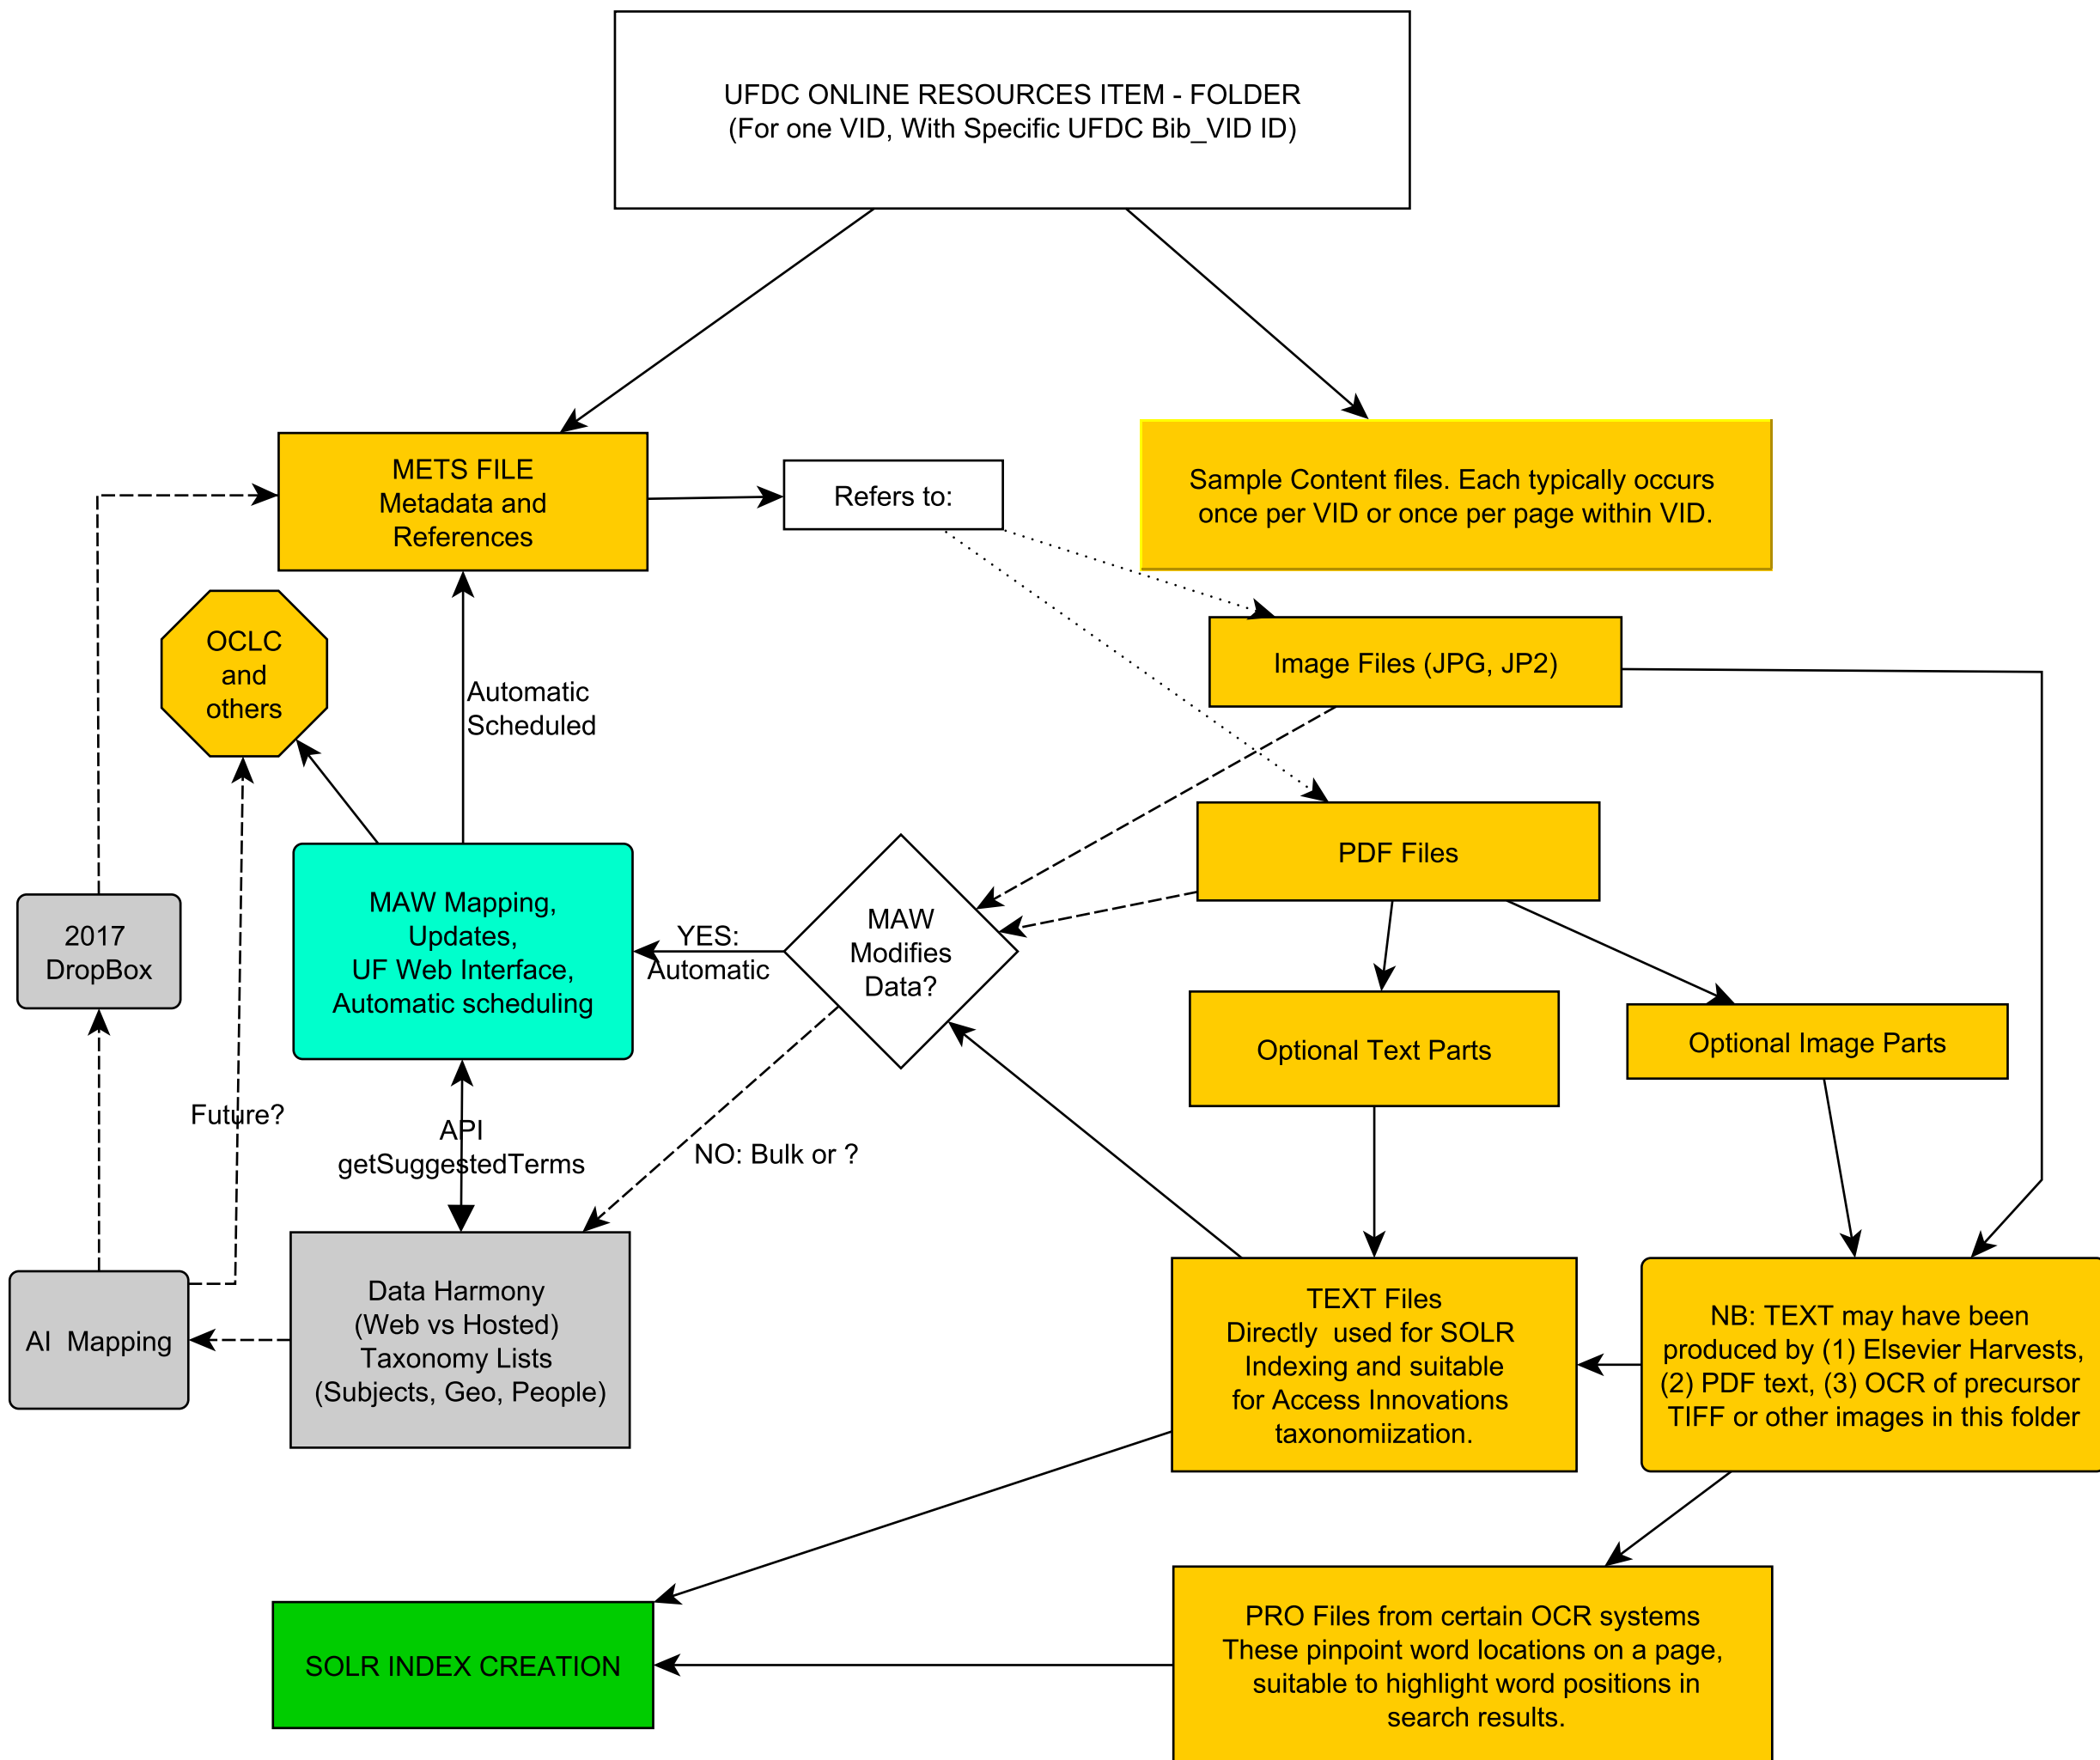 UFDC ONLINE RESOURCES ITEM - FOLDER
(For one VID, With Specific UFDC Bib_VID ID)
METS FILE
Metadata and
References
Refers to:
Sample Content files. Each typically occurs
once per VID or once per page within VID.
OCLC
and
others
Automatic
Scheduled
Image Files (JPG, JP2)
PDF Files
MAW Mapping,
Updates,
UF Web Interface,
Automatic scheduling
YES:
Automatic
MAW
Modifies
Data?
2017
DropBox
Optional Text Parts
Optional Image Parts
Future?
API
getSuggestedTerms
NO: Bulk or ?
AI  Mapping
Data Harmony
(Web vs Hosted)
Taxonomy Lists
(Subjects, Geo, People)
TEXT Files
Directly  used for SOLR
Indexing and suitable
for Access Innovations
taxonomiization.
NB: TEXT may have been
produced by (1) Elsevier Harvests,
(2) PDF text, (3) OCR of precursor
TIFF or other images in this folder
SOLR INDEX CREATION
PRO Files from certain OCR systems
These pinpoint word locations on a page,
suitable to highlight word positions in
search results.